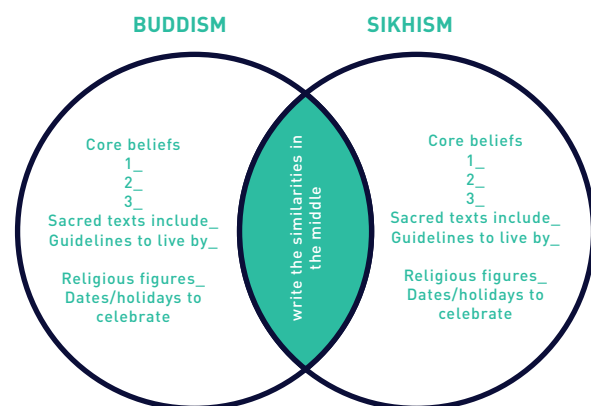 BUDDISM
SIKHISM
Core beliefs
1_
2_
3_
Sacred texts include_
Guidelines to live by_
Religious figures_
Dates/holidays to
celebrate
write the similarities in
the middle
Core beliefs
1_
2_
3_
Sacred texts include_
Guidelines to live by_
Religious figures_
Dates/holidays to
celebrate